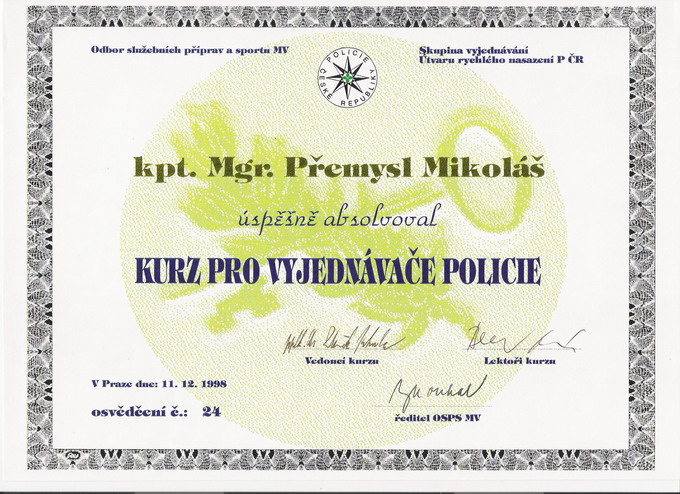 Odbor služebních příprav a sportu MV
Skupina vyjednávání
Útvaru rychlého nasazení P ČR
POLICIE
ČESKÉ REPUBLIKY
kpt. Mgr. Přemysl Mikoláš
úspěšně absolvoval
KURZ PRO VYJEDNÁVAČE POLICIE
Vedoucí kurzu
Lektoři kurzu
V Praze dne: 11. 12. 1998
osvědčení č.: 24
ředitel OSPS MV